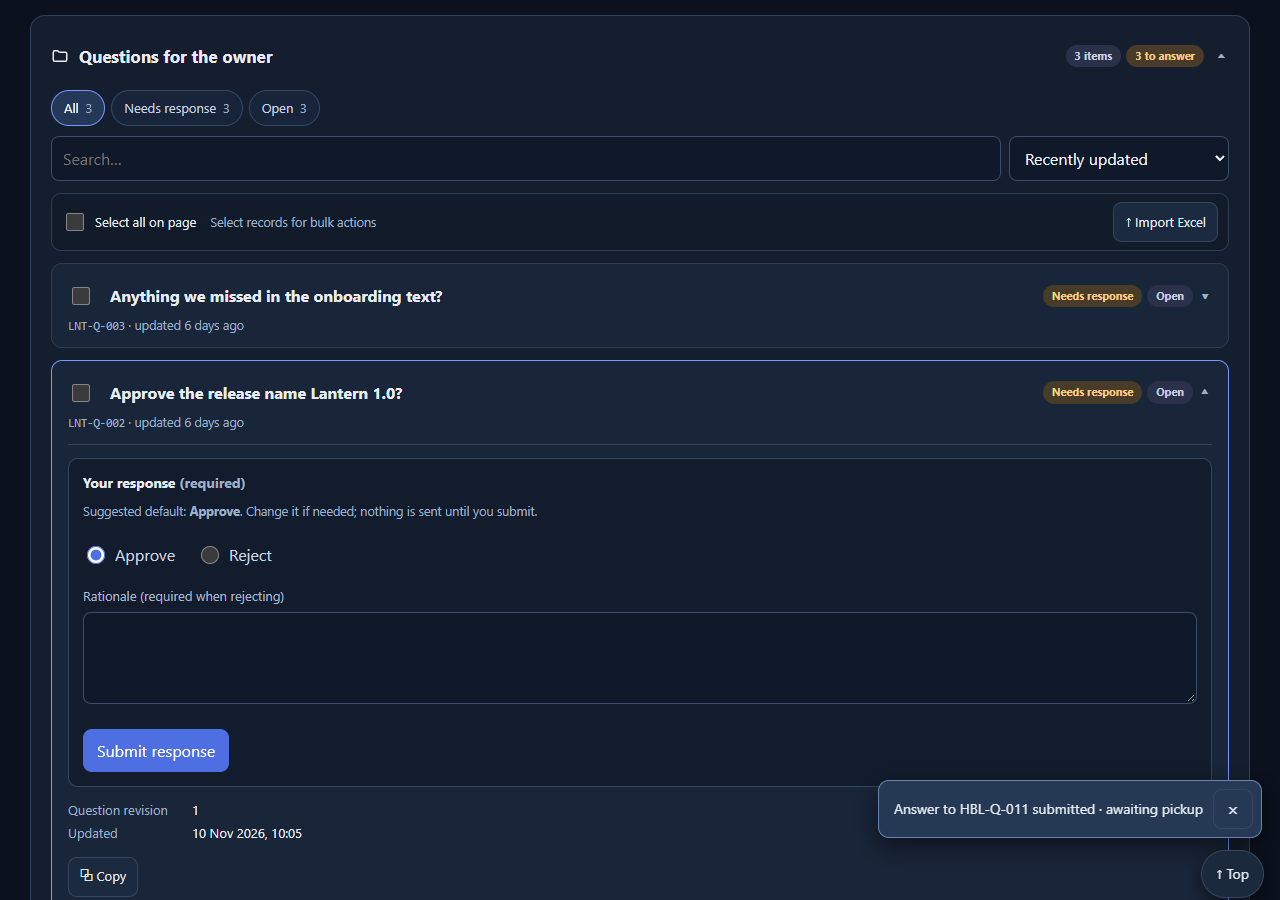 Questions for the owner
3 items
3 to answer
All 3
Needs response 3
Open 3
Search...
Recently updated
Select all on page
Select records for bulk actions
↑ Import Excel
Anything we missed in the onboarding text?
Needs response
Open
LNT-Q-003 · updated 6 days ago
Approve the release name Lantern 1.0?
Needs response
Open
LNT-Q-002 · updated 6 days ago
Your response (required)
Suggested default: Approve. Change it if needed; nothing is sent until you submit.
Approve
Reject
Rationale (required when rejecting)
Submit response
Question revision 1
Answer to HBL-Q-011 submitted · awaiting pickup ×
Updated 10 Nov 2026, 10:05
Copy
↑ Top